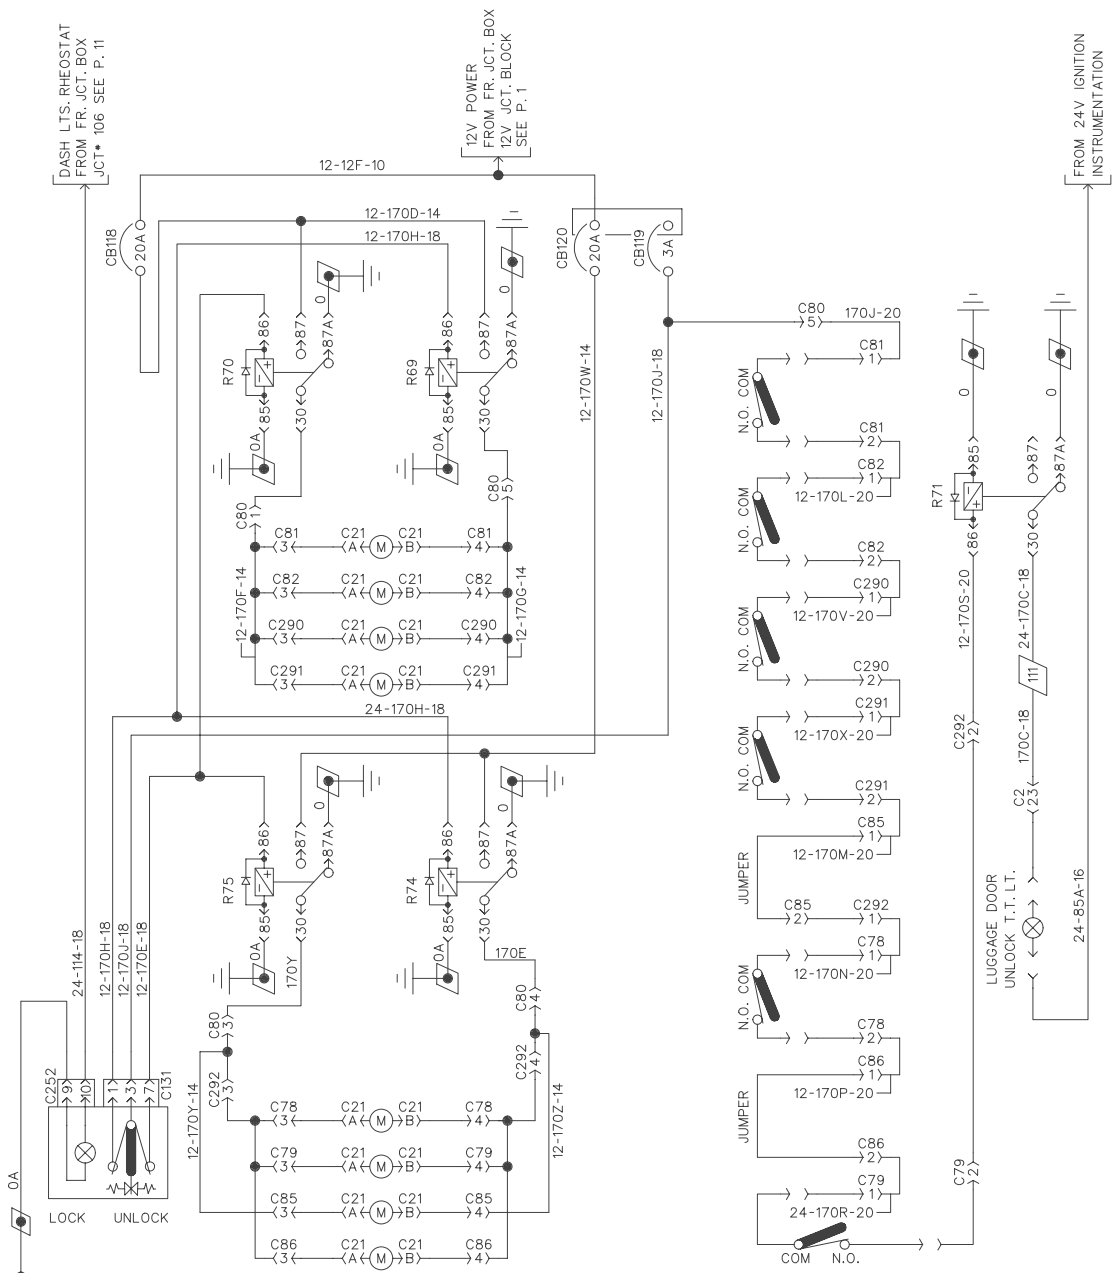 DASH LTS. RHEOSTAT
FROM FR. JCT. BOX
JCT* 106 SEE P. 11
12V POWER
FROM FR. JCT. BOX
12V JCT. BLOCK
SEE P. 1
FROM 24V IGNITION
INSTRUMENTATION
12-12F-10
12-170D-14
12-170H-18
CB118
20A
CB120
20A
CB119
3A
0
0
86
87
87A
R70
85
30
0A
86
87
87A
R69
85
30
0A
12-170W-14
12-170J-18
C80
5
170J-20
C81
1
N.O. COM
C81
2
C82
1
12-170L-20
N.O. COM
C82
2
C290
1
12-170V-20
N.O. COM
C290
2
C291
1
12-170X-20
N.O. COM
C291
2
C85
1
12-170M-20
JUMPER
C85
2
C292
1
C78
1
12-170N-20
N.O. COM
C78
2
C86
1
12-170P-20
JUMPER
C86
2
C79
1
24-170R-20
COM
N.O.
0
0
85
87
87A
R71
86
30
12-170S-20
24-170C-18
111
170C-18
C292
2
C2
23
LUGGAGE DOOR
UNLOCK T.T. LT.
24-85A-16
C79
2
C80
1
C80
5
12-170F-14
12-170G-14
C81
3
C21
A
M
C21
B
C81
4
C82
3
C21
A
M
C21
B
C82
4
C290
3
C21
A
M
C21
B
C290
4
C291
3
C21
A
M
C21
B
C291
4
24-170H-18
0
0
86
87
87A
R75
85
30
0A
170Y
86
87
87A
R74
85
30
0A
170E
24-114-18
12-170H-18
12-170J-18
12-170E-18
C80
3
C292
3
C80
4
C292
4
12-170Y-14
12-170Z-14
C78
3
C21
A
M
C21
B
C78
4
C79
3
C21
A
M
C21
B
C79
4
C85
3
C21
A
M
C21
B
C85
4
C86
3
C21
A
M
C21
B
C86
4
C252
9
10
1
3
7
C131
LOCK
UNLOCK
0A